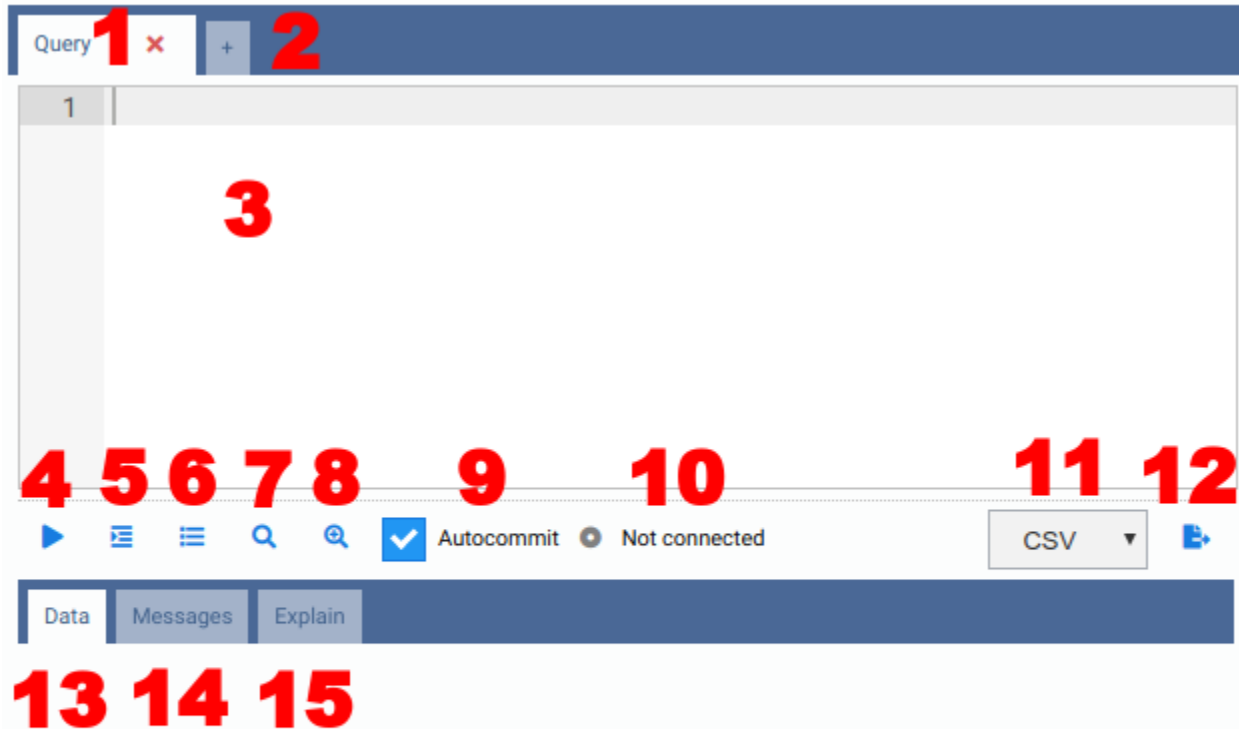 Query 1 + 2
1
3
4 5 6 7 8 9 10 11 12
Autocommit Not connected CSV
Data Messages Explain
13 14 15